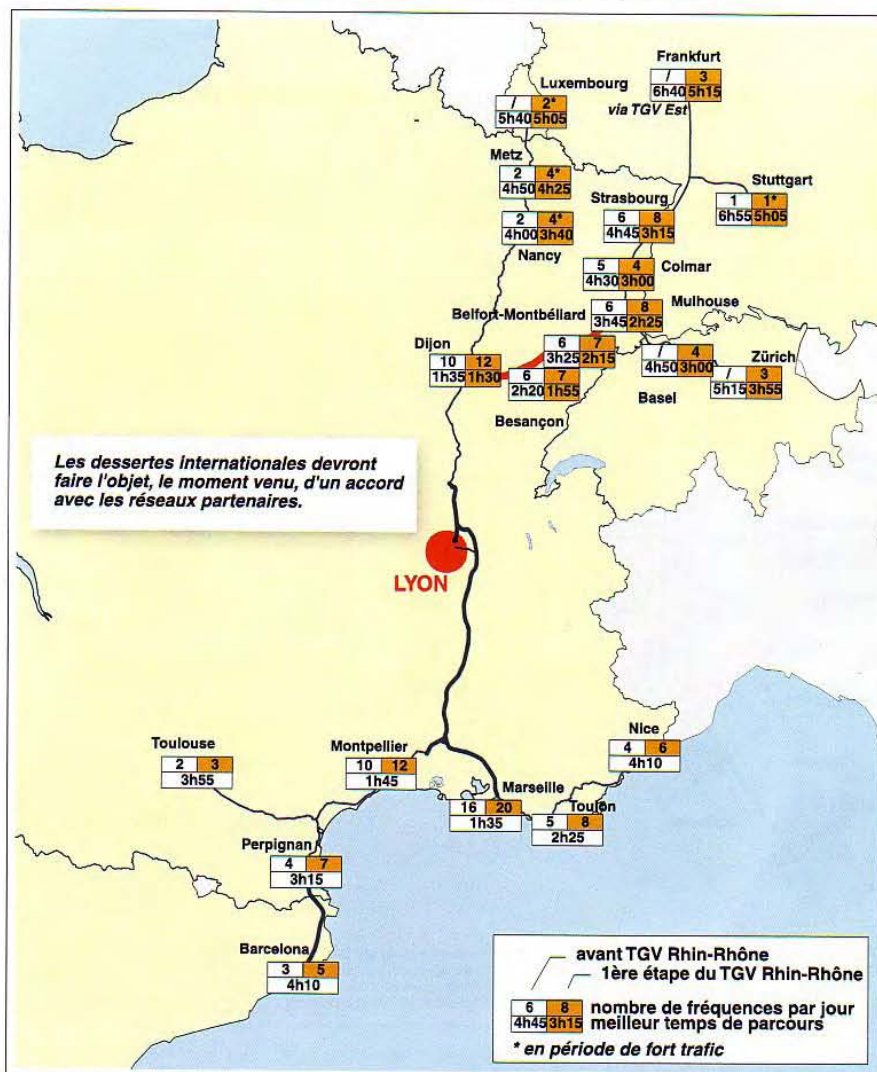 Frankfurt
/ 3
6h40 5h15
via TGV Est
Luxembourg
/ 2*
5h40 5h05
Metz
2 4*
4h50 4h25
Stuttgart
1 1*
6h55 5h05
Strasbourg
6 8
4h45 3h15
2 4*
4h00 3h40
Nancy
5 4
4h30 3h00
Colmar
6 8
3h45 2h25
Mulhouse
Belfort-Montbéliard
6 7
3h25 2h15
Dijon
10 12
1h35 1h30
/ 4
4h50 3h00
Basel
/ 3
5h15 3h55
Zürich
6 7
2h20 1h55
Besançon
Les dessertes internationales devront
faire l'objet, le moment venu, d'un accord
avec les réseaux partenaires.
LYON
Nice
4 6
4h10
Toulouse
2 3
3h55
Montpellier
10 12
1h45
Marseille
16 20
1h35
Toulon
5 8
2h25
Perpignan
4 7
3h15
Barcelona
3 5
4h10
avant TGV Rhin-Rhône
1ère étape du TGV Rhin-Rhône
6 8 nombre de fréquences par jour
4h45 3h15 meilleur temps de parcours
* en période de fort trafic